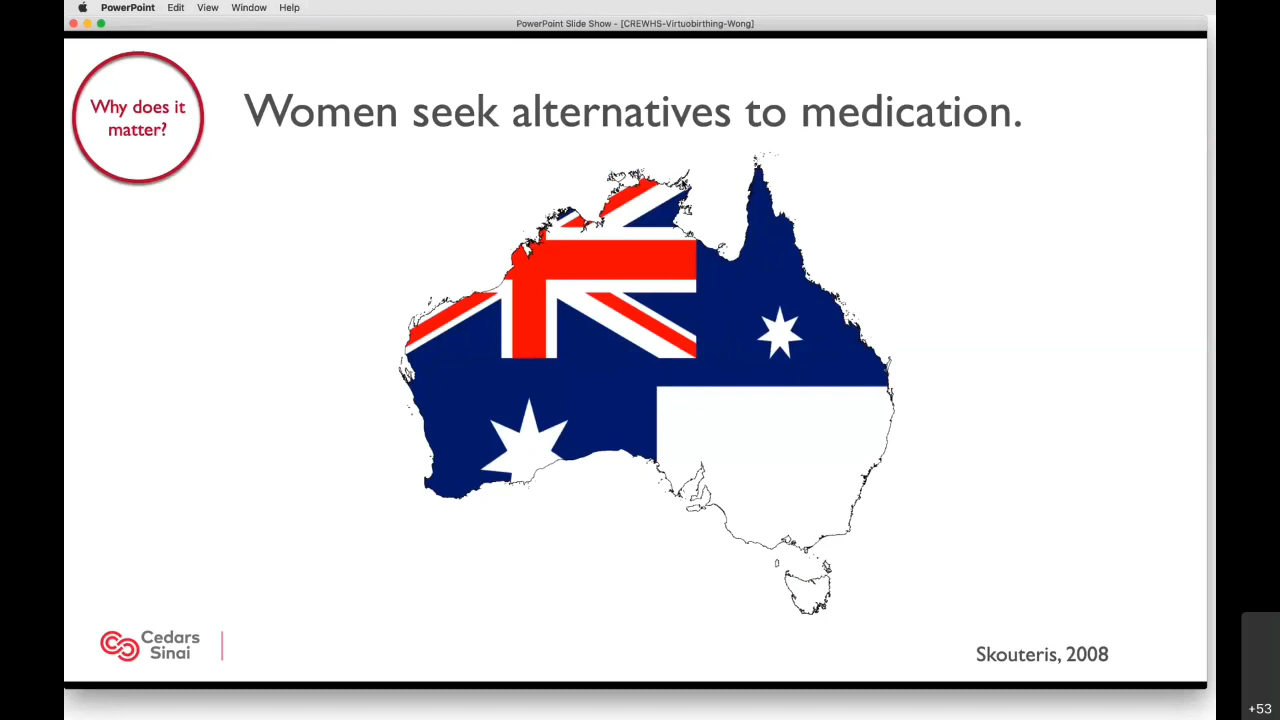 PowerPoint Edit View Window Help
PowerPoint Slide Show - [CREWHS-Virtuobirthing-Wong]
Why does it
matter?
Women seek alternatives to medication.
Cedars
Sinai
Skouteris, 2008
+53